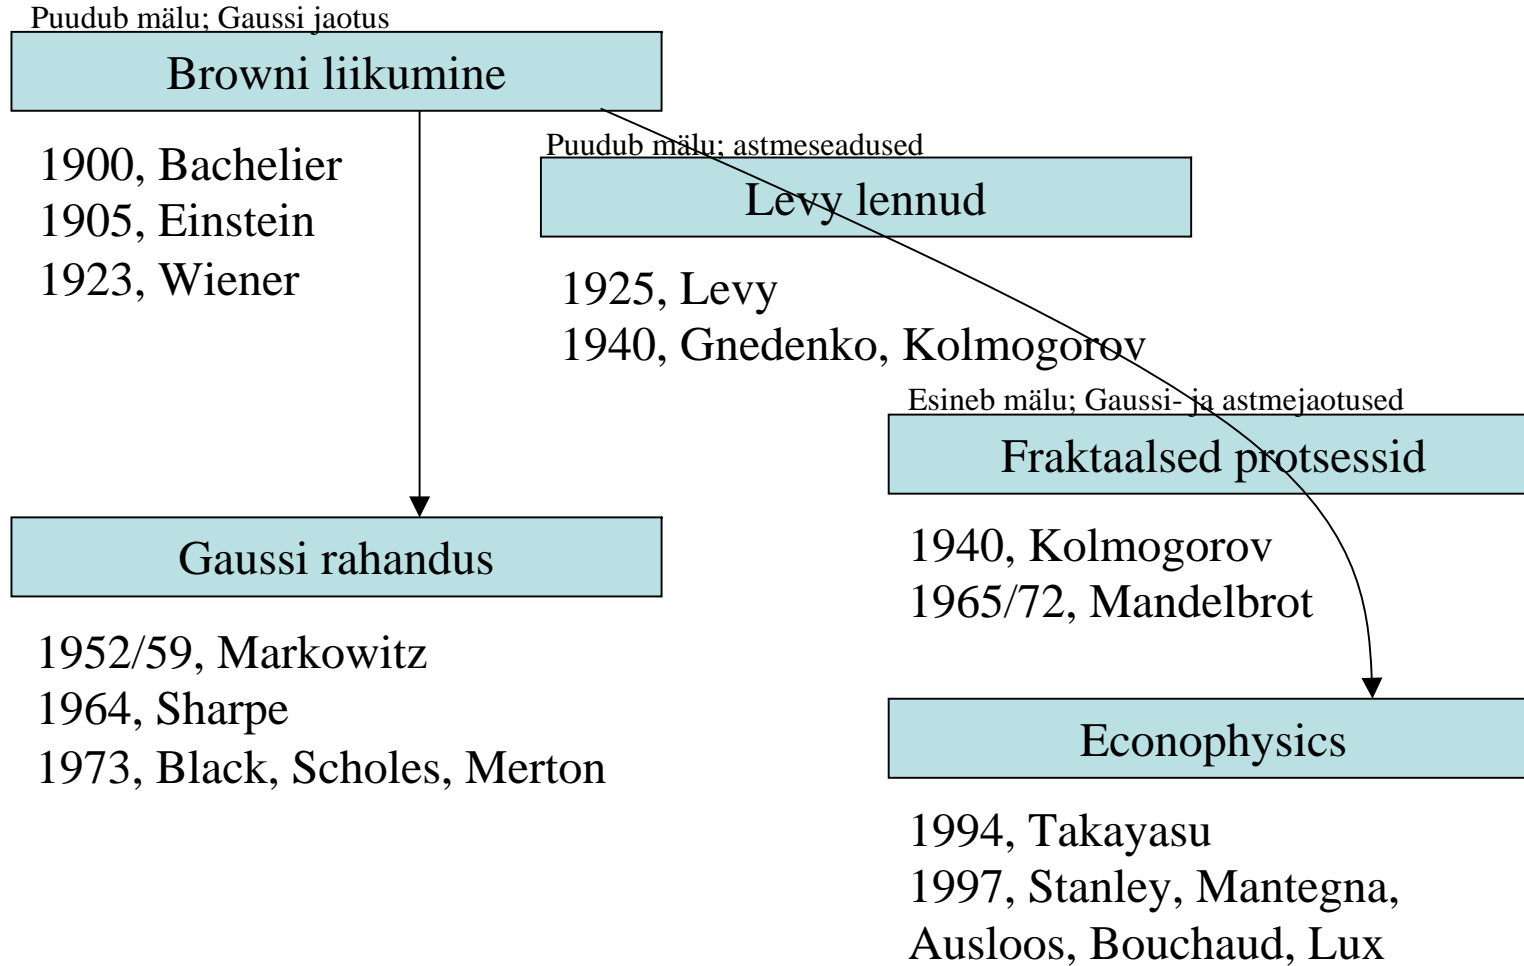 Puudub mälu; Gaussi jaotus
Browni liikumine
1900, Bachelier
1905, Einstein
1923, Wiener
Puudub mälu; astmeseadused
Levy lennud
1925, Levy
1940, Gnedenko, Kolmogorov
Esineb mälu; Gaussi- ja astmejaotused
Fraktaalsed protsessid
1940, Kolmogorov
1965/72, Mandelbrot
Gaussi rahandus
1952/59, Markowitz
1964, Sharpe
1973, Black, Scholes, Merton
Econophysics
1994, Takayasu
1997, Stanley, Mantegna,
Ausloos, Bouchaud, Lux